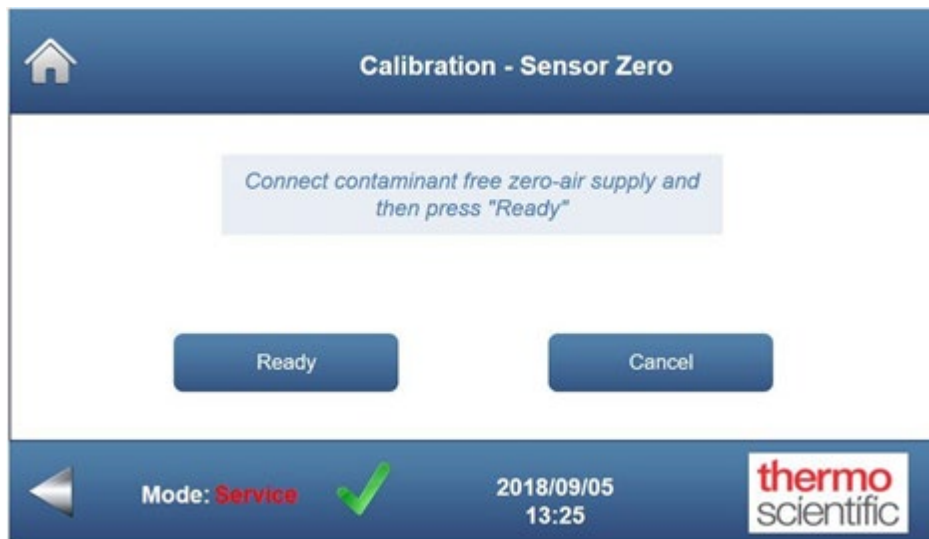 Calibration - Sensor Zero
Connect contaminant free zero-air supply and
then press "Ready"
Ready
Cancel
Mode: Service
2018/09/05
13:25
thermo
scientific